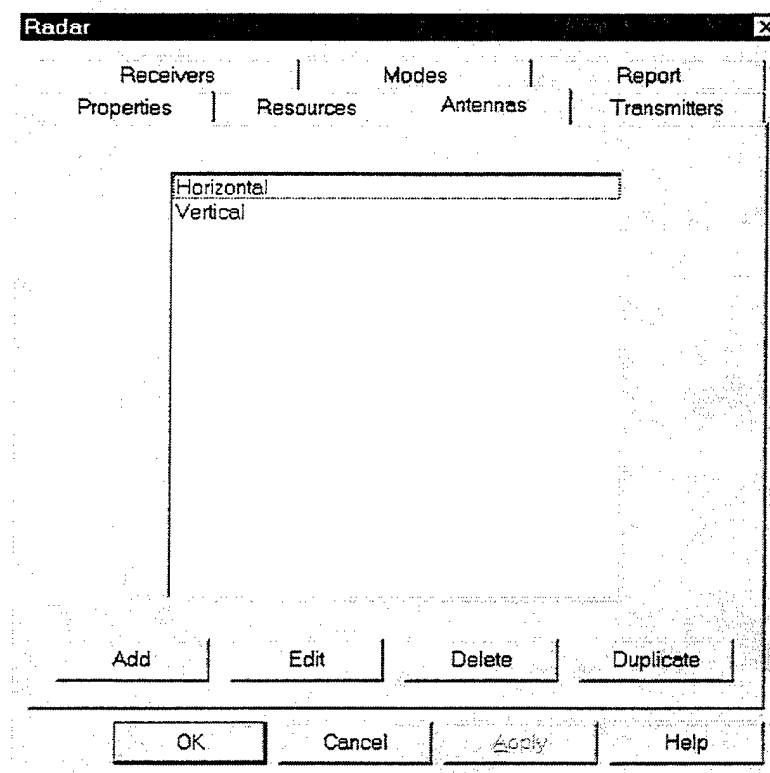 Radar
Receivers Modes Report
Properties Resources Antennas Transmitters
Horizontal
Vertical
Add Edit Delete Duplicate
OK Cancel Apply Help